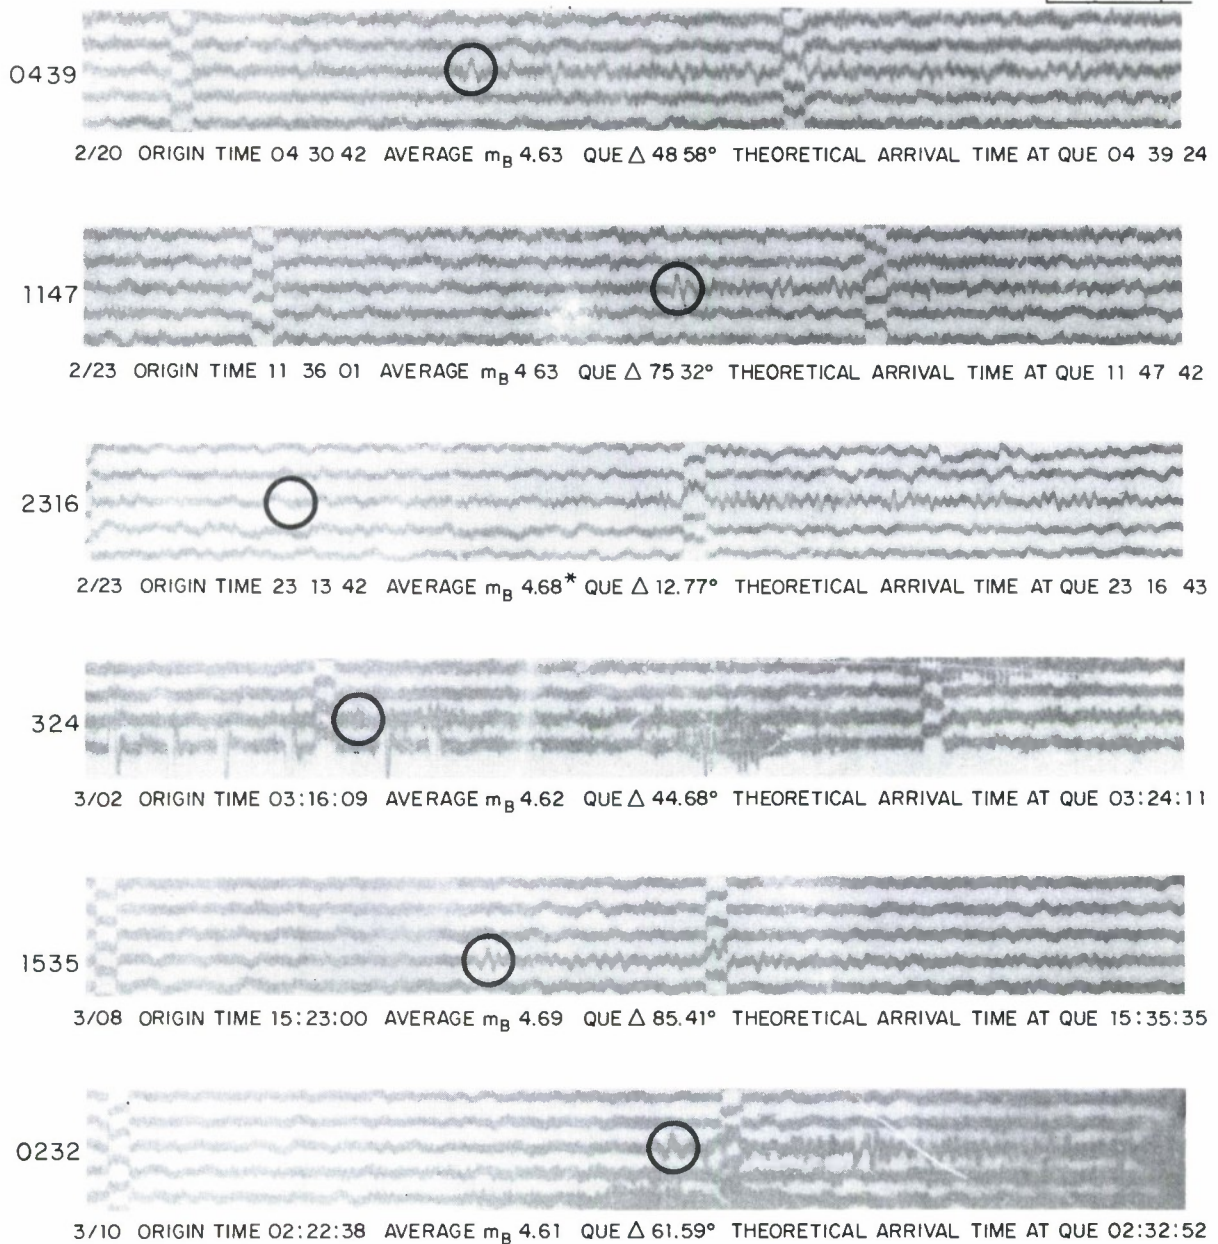 0439
2/20 ORIGIN TIME 04 30 42 AVERAGE mB 4.63 QUE △ 48 58° THEORETICAL ARRIVAL TIME AT QUE 04 39 24
1147
2/23 ORIGIN TIME 11 36 01 AVERAGE mB 4 63 QUE △ 75 32° THEORETICAL ARRIVAL TIME AT QUE 11 47 42
2316
2/23 ORIGIN TIME 23 13 42 AVERAGE mB 4.68* QUE △ 12.77° THEORETICAL ARRIVAL TIME AT QUE 23 16 43
324
3/02 ORIGIN TIME 03:16:09 AVERAGE mB 4.62 QUE △ 44.68° THEORETICAL ARRIVAL TIME AT QUE 03:24:11
1535
3/08 ORIGIN TIME 15:23:00 AVERAGE mB 4.69 QUE △ 85.41° THEORETICAL ARRIVAL TIME AT QUE 15:35:35
0232
3/10 ORIGIN TIME 02:22:38 AVERAGE mB 4.61 QUE △ 61.59° THEORETICAL ARRIVAL TIME AT QUE 02:32:52